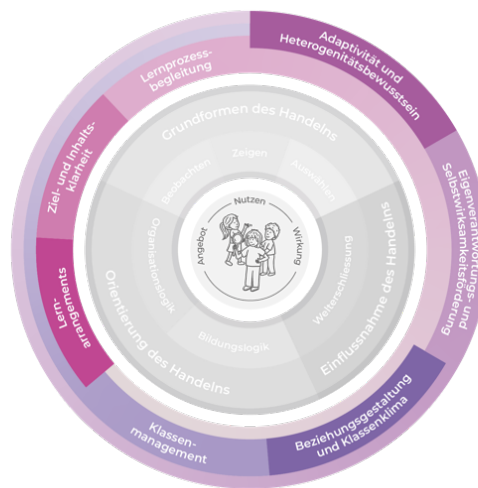 Adaptivität und
Heterogenitätsbewusstsein
Eigenverantwortungs- und
Selbstwirksamkeitsförderung
Beziehungsgestaltung
und Klassenklima
Klassen-
management
Lern-
arrangements
Ziel- und Inhalts-
klarheit
Lernprozess-
begleitung
Grundformen des Handelns
Beobachten
Zeigen
Auswählen
Einflussnahme des Handelns
Welterschliessung
Orientierung des Handelns
Bildungslogik
Organisationslogik
Angebot
Nutzen
Wirkung